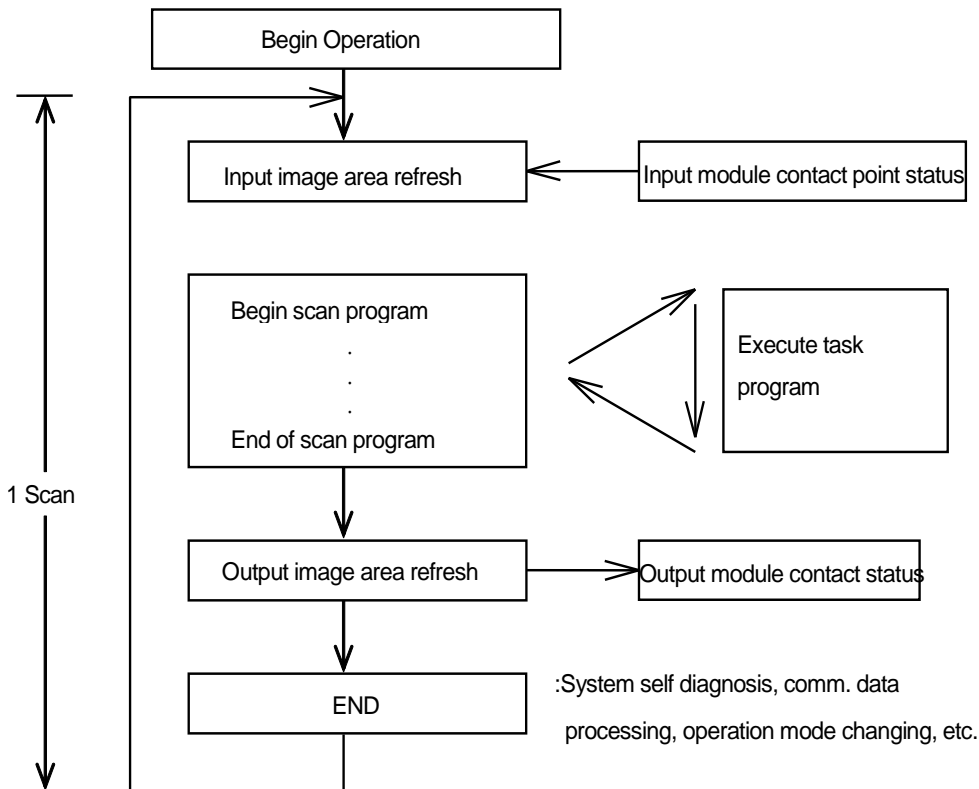 Begin Operation
Input image area refresh
Input module contact point status
Begin scan program
.
.
.
End of scan program
Execute task
program
1 Scan
Output image area refresh
Output module contact status
END
:System self diagnosis, comm. data
processing, operation mode changing, etc.